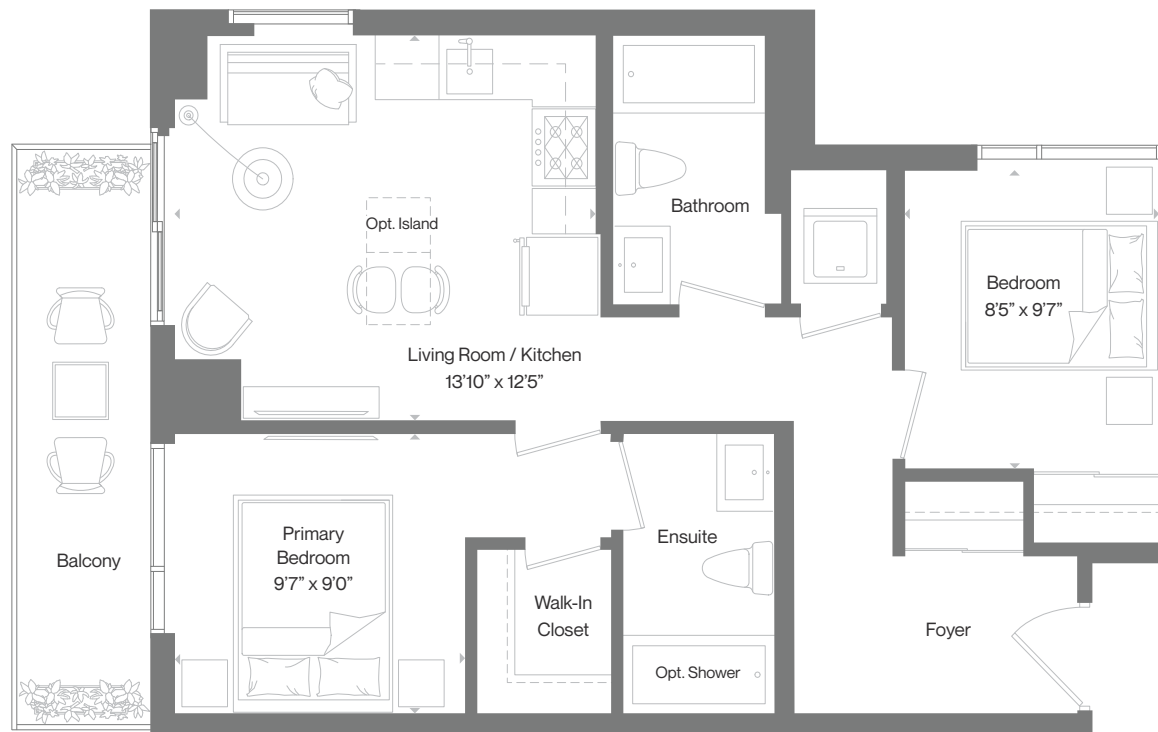 Bathroom
Opt. Island
Bedroom
8’5” x 9’7”
Living Room / Kitchen
13’10” x 12’5”
Primary
Bedroom
9’7” x 9’0”
Ensuite
Balcony
Walk-In
Closet
Foyer
Opt. Shower